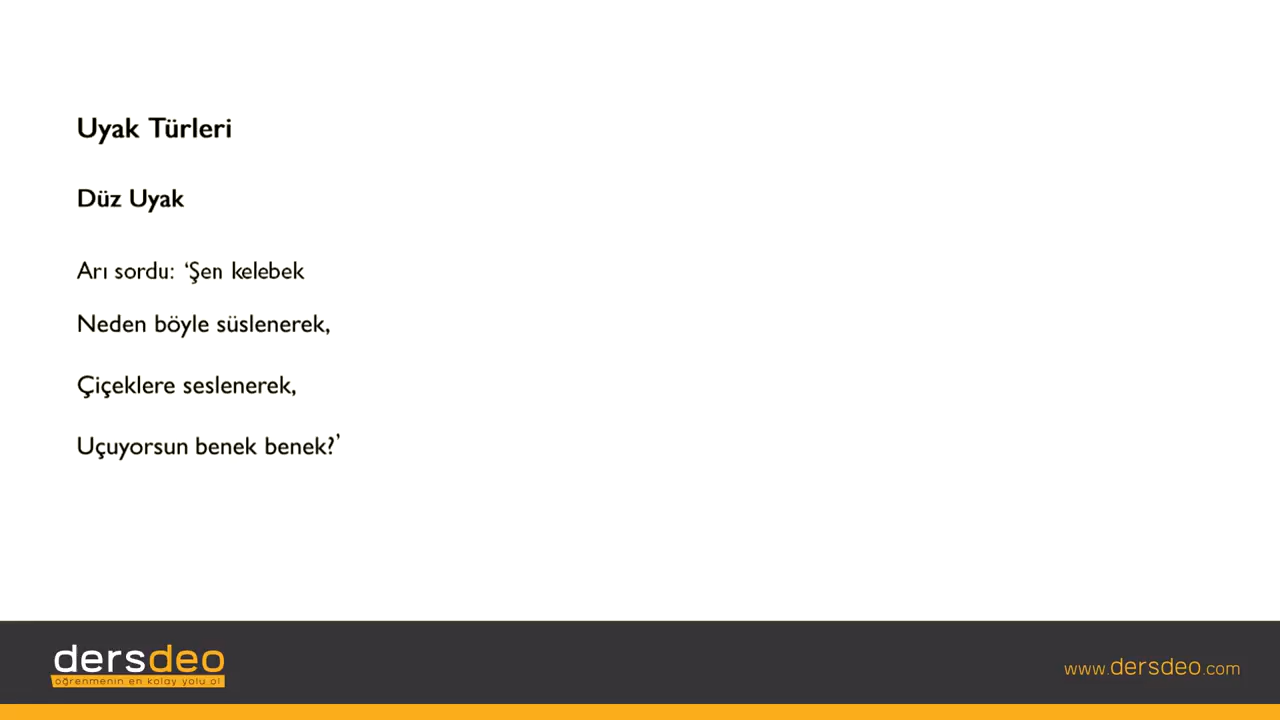 Uyak Türleri
Düz Uyak
Arı sordu: ‘Şen kelebek
Neden böyle süslenerek,
Çiçeklere seslenerek,
Uçuyorsun benek benek?’
dersdeo
öğrenmenin en kolay yolu ol
www.dersdeo.com